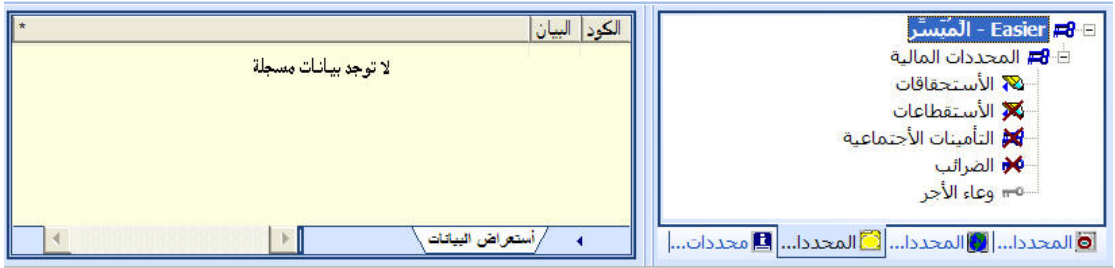 Easier - المُيَسَّر
المحددات المالية
الأستحقاقات
الأستقطاعات
التأمينات الأجتماعية
الضرائب
وعاء الأجر
المحددا... المحددا... المحددا... محددات...
الكود البيان *
لا توجد بيانات مسجلة
أستعراض البيانات